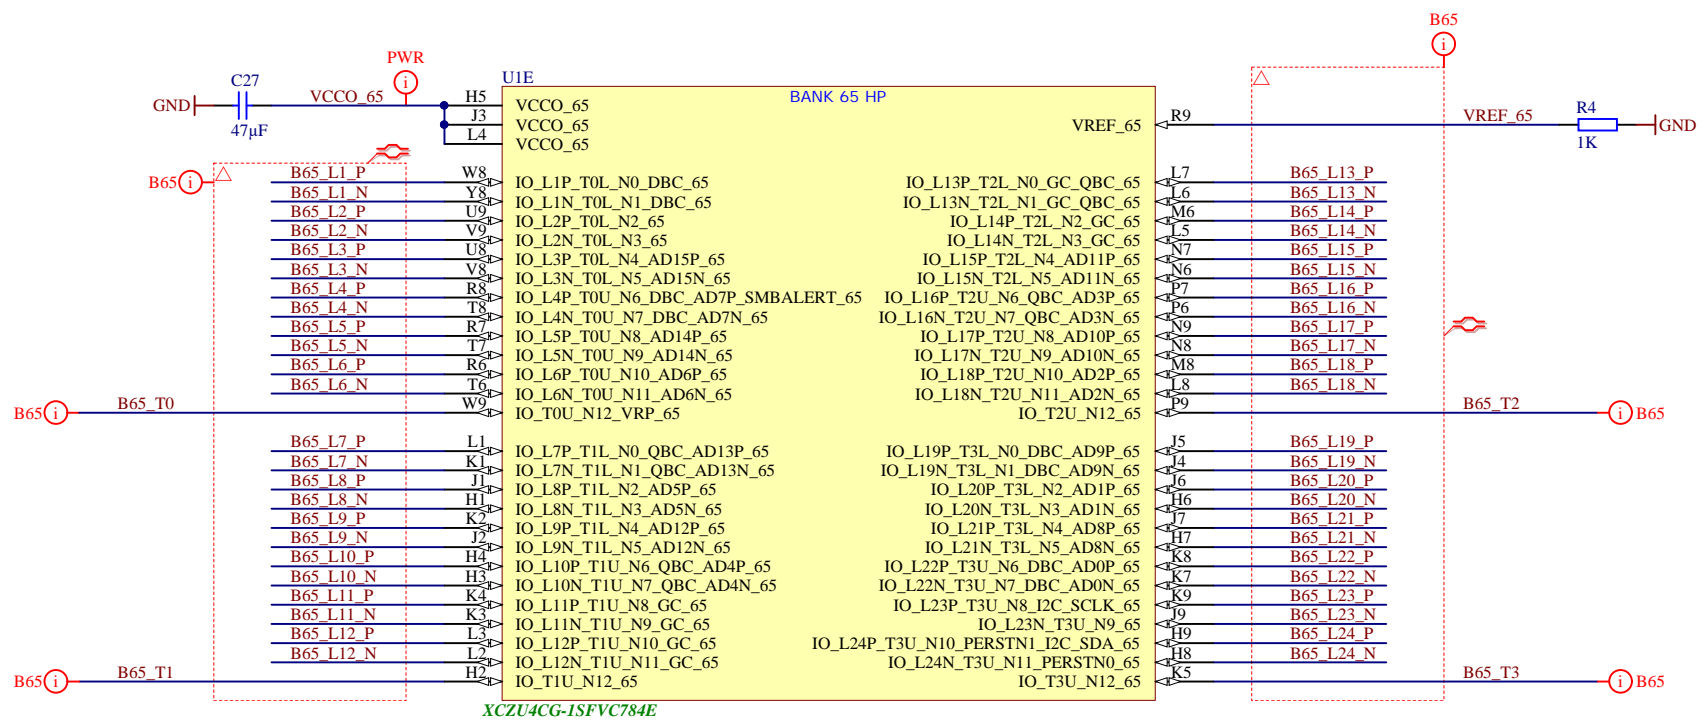 B65
PWR
U1E
C27
GND VCCO_65 H5 VCCO_65 BANK 65 HP
47µF
J3 VCCO_65 VREF_65 R9 VREF_65 R4 GND
1K
L4 VCCO_65
B65 B65_L1_P W8 IO_L1P_T0L_N0_DBC_65 IO_L13P_T2L_N0_GC_QBC_65 L7 B65_L13_P
B65_L1_N Y8 IO_L1N_T0L_N1_DBC_65 IO_L13N_T2L_N1_GC_QBC_65 L6 B65_L13_N
B65_L2_P U9 IO_L2P_T0L_N2_65 IO_L14P_T2L_N2_GC_65 M6 B65_L14_P
B65_L2_N V9 IO_L2N_T0L_N3_65 IO_L14N_T2L_N3_GC_65 L5 B65_L14_N
B65_L3_P U8 IO_L3P_T0L_N4_AD15P_65 IO_L15P_T2L_N4_AD11P_65 N7 B65_L15_P
B65_L3_N V8 IO_L3N_T0L_N5_AD15N_65 IO_L15N_T2L_N5_AD11N_65 N6 B65_L15_N
B65_L4_P R8 IO_L4P_T0U_N6_DBC_AD7P_SMBALERT_65 IO_L16P_T2U_N6_QBC_AD3P_65 P7 B65_L16_P
B65_L4_N T8 IO_L4N_T0U_N7_DBC_AD7N_65 IO_L16N_T2U_N7_QBC_AD3N_65 P6 B65_L16_N
B65_L5_P R7 IO_L5P_T0U_N8_AD14P_65 IO_L17P_T2U_N8_AD10P_65 N9 B65_L17_P
B65_L5_N T7 IO_L5N_T0U_N9_AD14N_65 IO_L17N_T2U_N9_AD10N_65 N8 B65_L17_N
B65_L6_P R6 IO_L6P_T0U_N10_AD6P_65 IO_L18P_T2U_N10_AD2P_65 M8 B65_L18_P
B65_L6_N T6 IO_L6N_T0U_N11_AD6N_65 IO_L18N_T2U_N11_AD2N_65 L8 B65_L18_N
B65 B65_T0 W9 IO_T0U_N12_VRP_65 IO_T2U_N12_65 P9 B65_T2 B65
B65_L7_P L1 IO_L7P_T1L_N0_QBC_AD13P_65 IO_L19P_T3L_N0_DBC_AD9P_65 J5 B65_L19_P
B65_L7_N K1 IO_L7N_T1L_N1_QBC_AD13N_65 IO_L19N_T3L_N1_DBC_AD9N_65 J4 B65_L19_N
B65_L8_P J1 IO_L8P_T1L_N2_AD5P_65 IO_L20P_T3L_N2_AD1P_65 J6 B65_L20_P
B65_L8_N H1 IO_L8N_T1L_N3_AD5N_65 IO_L20N_T3L_N3_AD1N_65 H6 B65_L20_N
B65_L9_P K2 IO_L9P_T1L_N4_AD12P_65 IO_L21P_T3L_N4_AD8P_65 J7 B65_L21_P
B65_L9_N J2 IO_L9N_T1L_N5_AD12N_65 IO_L21N_T3L_N5_AD8N_65 H7 B65_L21_N
B65_L10_P H4 IO_L10P_T1U_N6_QBC_AD4P_65 IO_L22P_T3U_N6_DBC_AD0P_65 K8 B65_L22_P
B65_L10_N H3 IO_L10N_T1U_N7_QBC_AD4N_65 IO_L22N_T3U_N7_DBC_AD0N_65 K7 B65_L22_N
B65_L11_P K4 IO_L11P_T1U_N8_GC_65 IO_L23P_T3U_N8_I2C_SCLK_65 K9 B65_L23_P
B65_L11_N K3 IO_L11N_T1U_N9_GC_65 IO_L23N_T3U_N9_65 J9 B65_L23_N
B65_L12_P L3 IO_L12P_T1U_N10_GC_65 IO_L24P_T3U_N10_PERSTN1_I2C_SDA_65 H9 B65_L24_P
B65_L12_N L2 IO_L12N_T1U_N11_GC_65 IO_L24N_T3U_N11_PERSTN0_65 H8 B65_L24_N
B65 B65_T1 H2 IO_T1U_N12_65 IO_T3U_N12_65 K5 B65_T3 B65
XCZU4CG-1SFVC784E